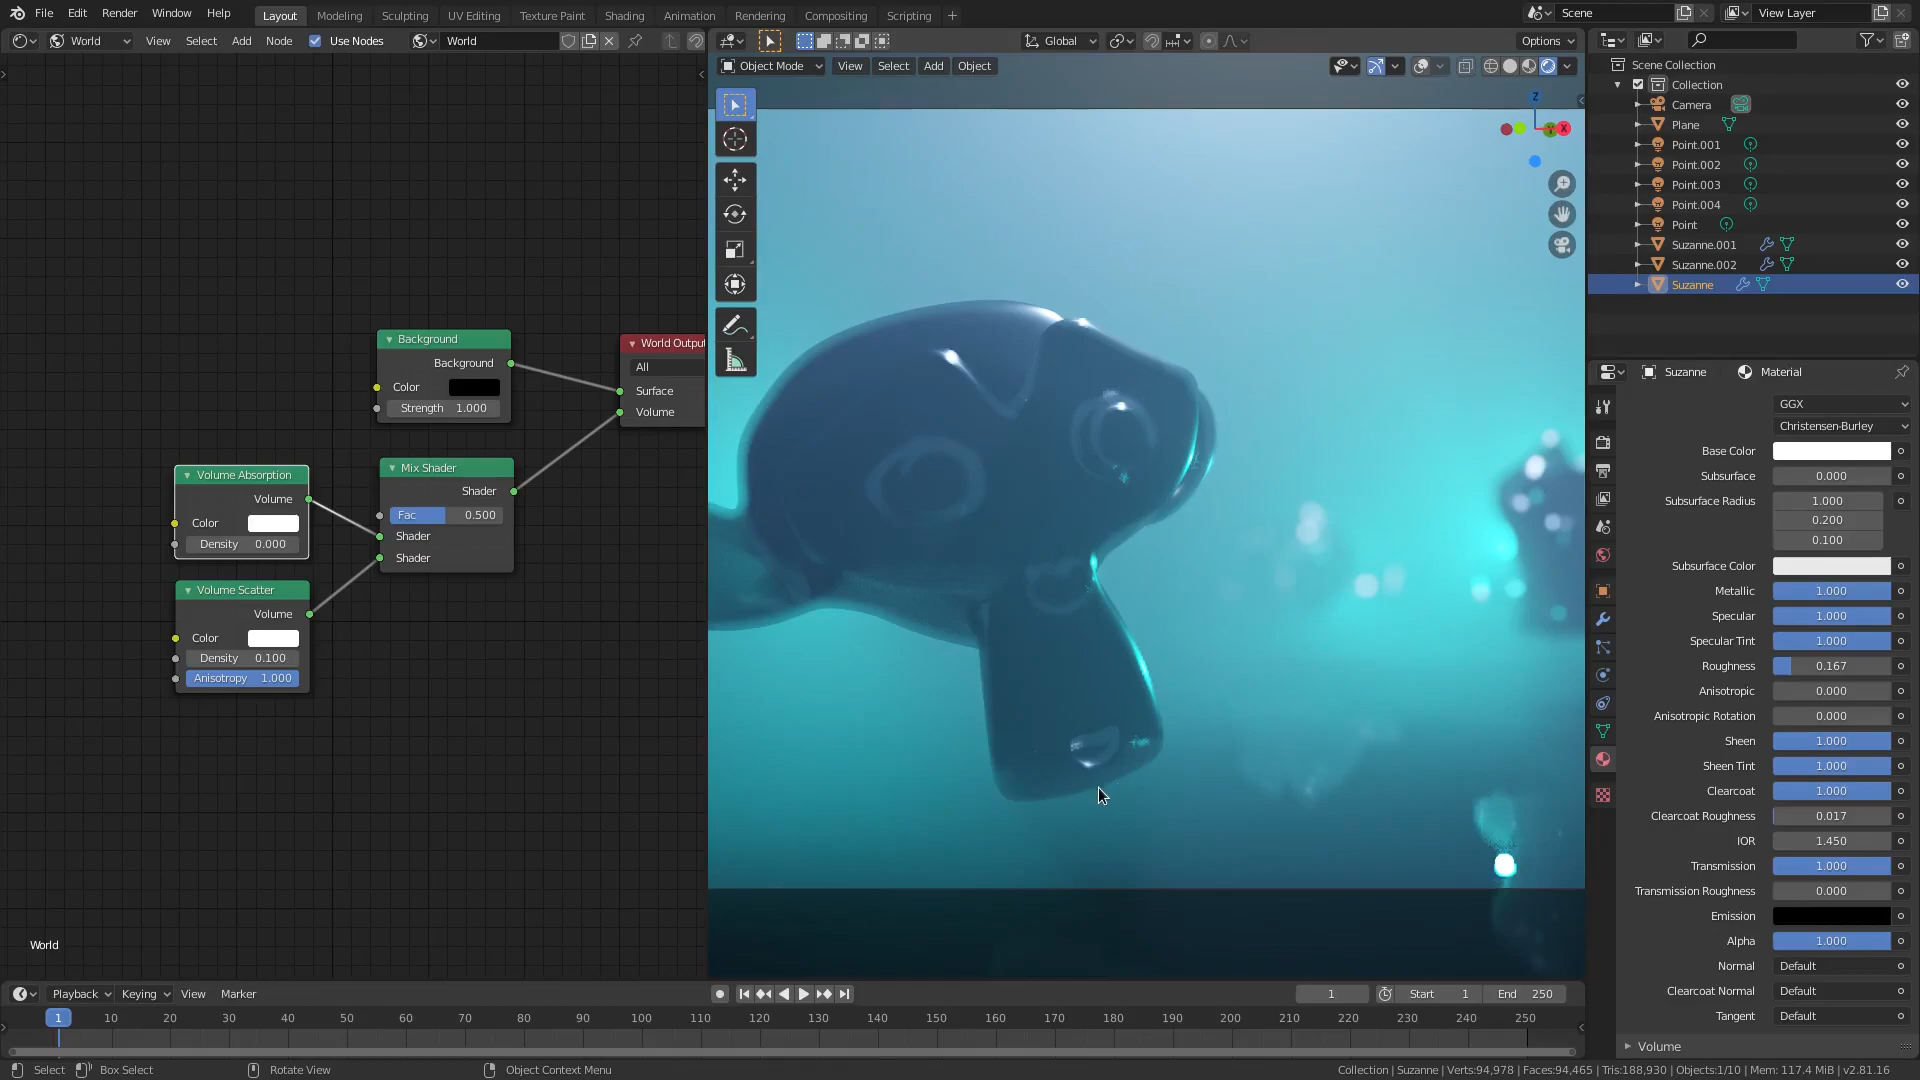 File Edit Render Window Help Layout Modeling Sculpting UV Editing Texture Paint Shading Animation Rendering Compositing Scripting + Scene View Layer
World View Select Add Node Use Nodes World Global Options
Object Mode View Select Add Object
Z
X
Background
Background
Color
Strength 1.000
World Output
All
Surface
Volume
Volume Absorption
Volume
Color
Density 0.000
Mix Shader
Shader
Fac 0.500
Shader
Shader
Volume Scatter
Volume
Color
Density 0.100
Anisotropy 1.000
World
Scene Collection
Collection
Camera
Plane
Point.001
Point.002
Point.003
Point.004
Point
Suzanne.001
Suzanne.002
Suzanne
Suzanne Material
GGX
Christensen-Burley
Base Color
Subsurface 0.000
Subsurface Radius 1.000
0.200
0.100
Subsurface Color
Metallic 1.000
Specular 1.000
Specular Tint 1.000
Roughness 0.167
Anisotropic 0.000
Anisotropic Rotation 0.000
Sheen 1.000
Sheen Tint 1.000
Clearcoat 1.000
Clearcoat Roughness 0.017
IOR 1.450
Transmission 1.000
Transmission Roughness 0.000
Emission
Alpha 1.000
Normal Default
Clearcoat Normal Default
Tangent Default
Volume
Playback Keying View Marker 1 Start 1 End 250
1 10 20 30 40 50 60 70 80 90 100 110 120 130 140 150 160 170 180 190 200 210 220 230 240 250
Select Box Select Rotate View Object Context Menu Collection | Suzanne | Verts:94,978 | Faces:94,465 | Tris:188,930 | Objects:1/10 | Mem: 117.4 MiB | v2.81.16